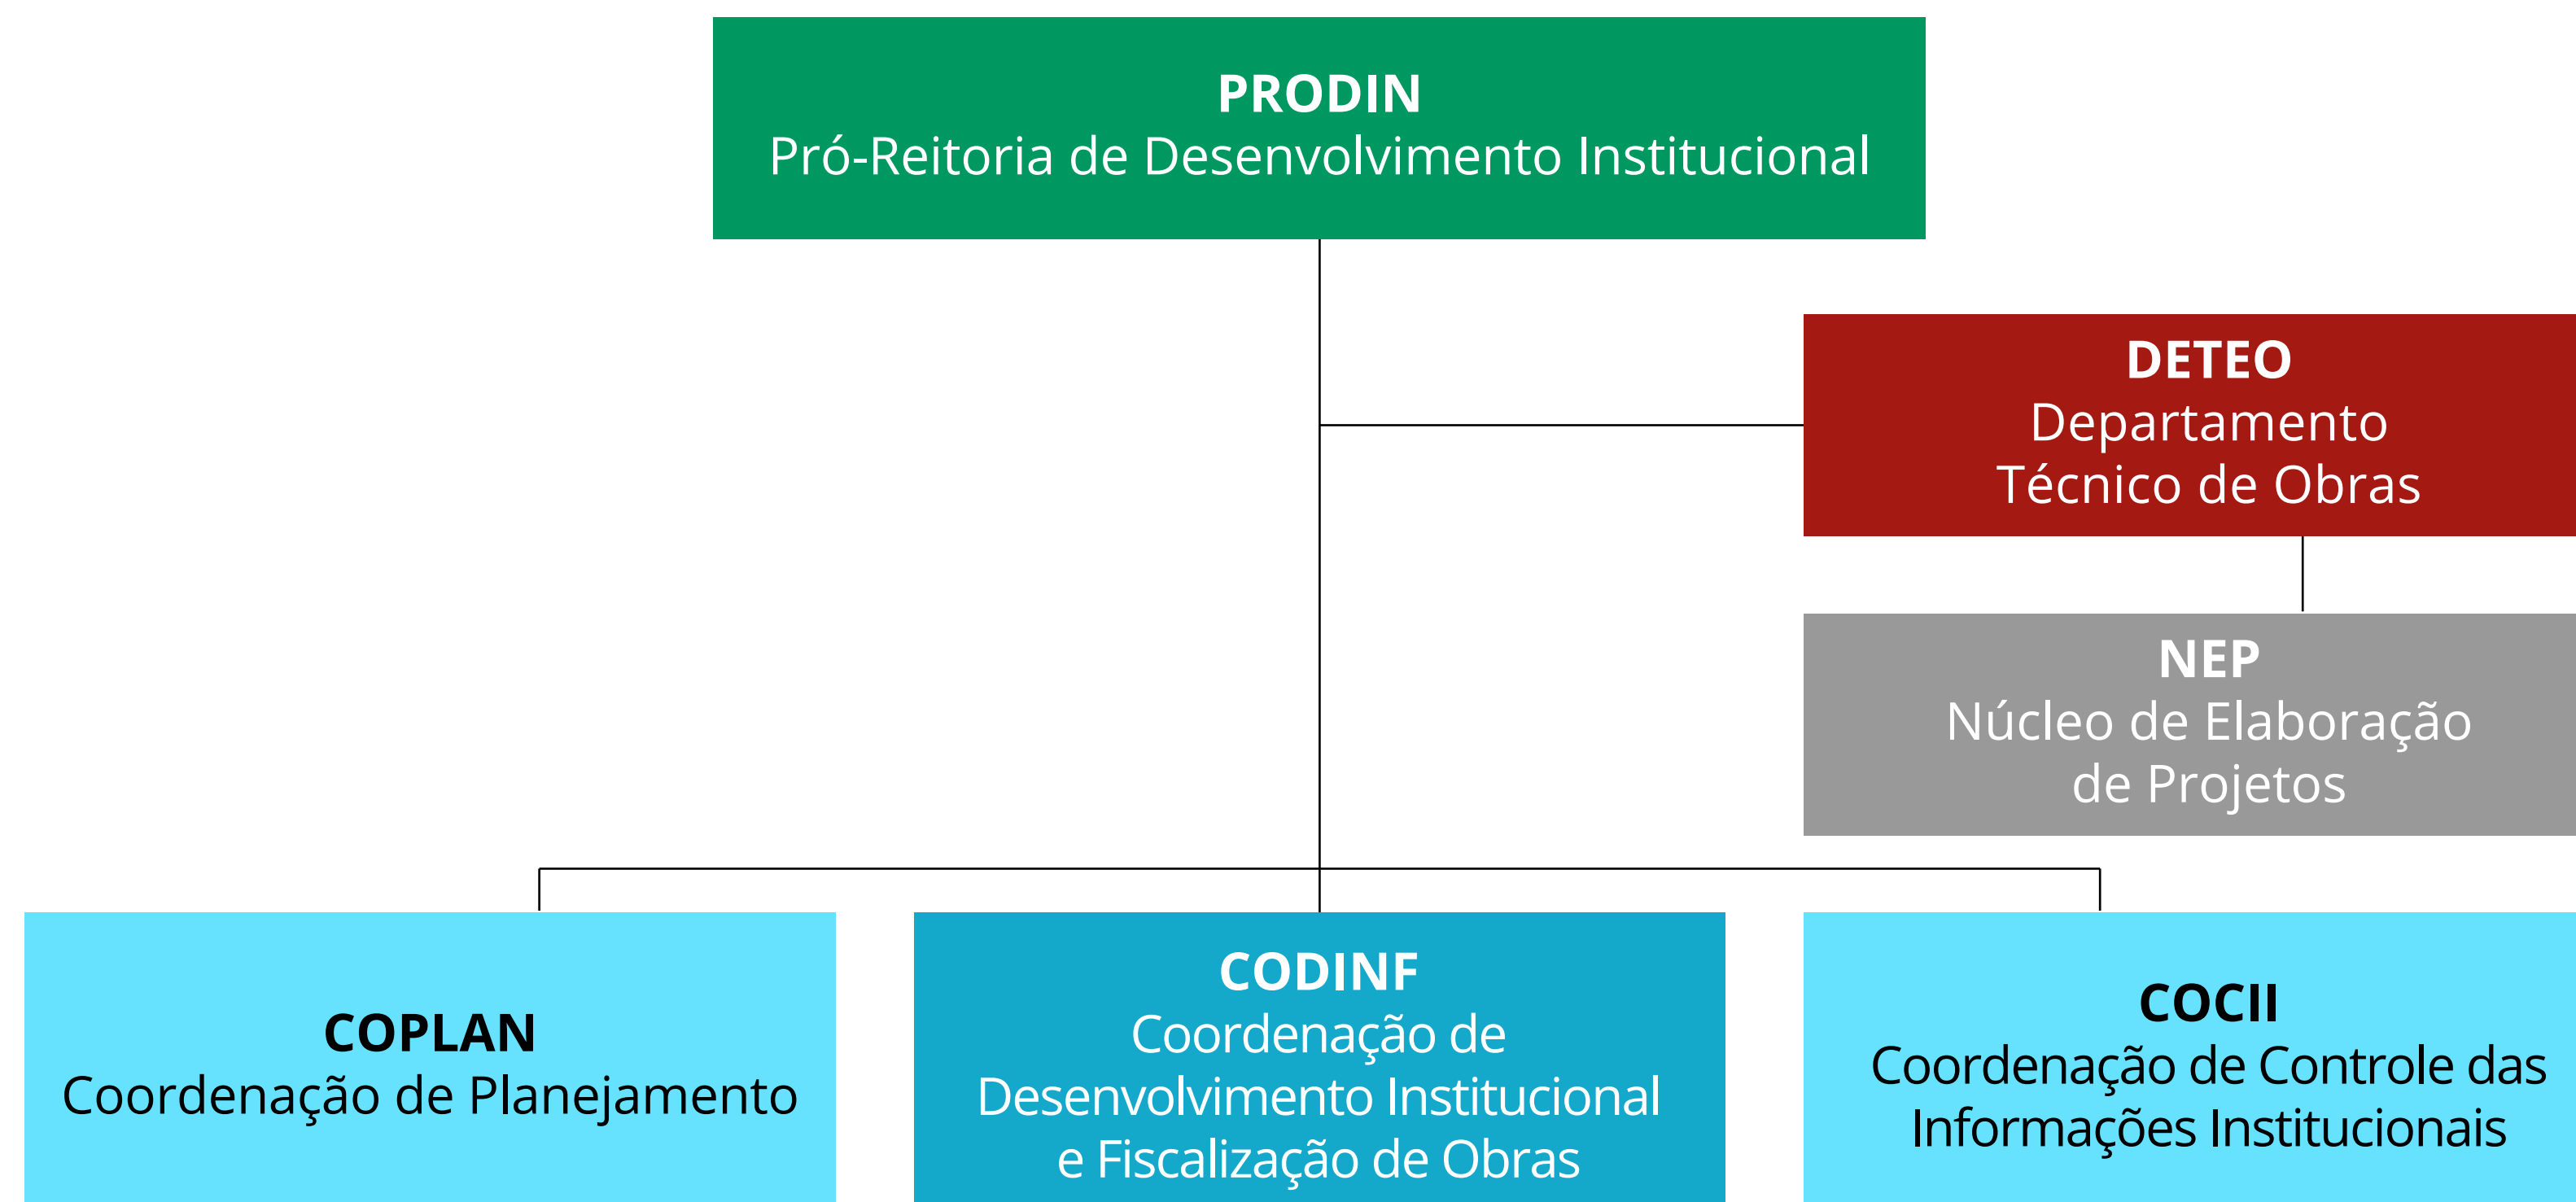 PRODIN
Pró-Reitoria de Desenvolvimento Institucional
DETEO
Departamento
Técnico de Obras
NEP
Núcleo de Elaboração
de Projetos
COPLAN
Coordenação de Planejamento
CODINF
Coordenação de
Desenvolvimento Institucional
e Fiscalização de Obras
COCII
Coordenação de Controle das
Informações Institucionais